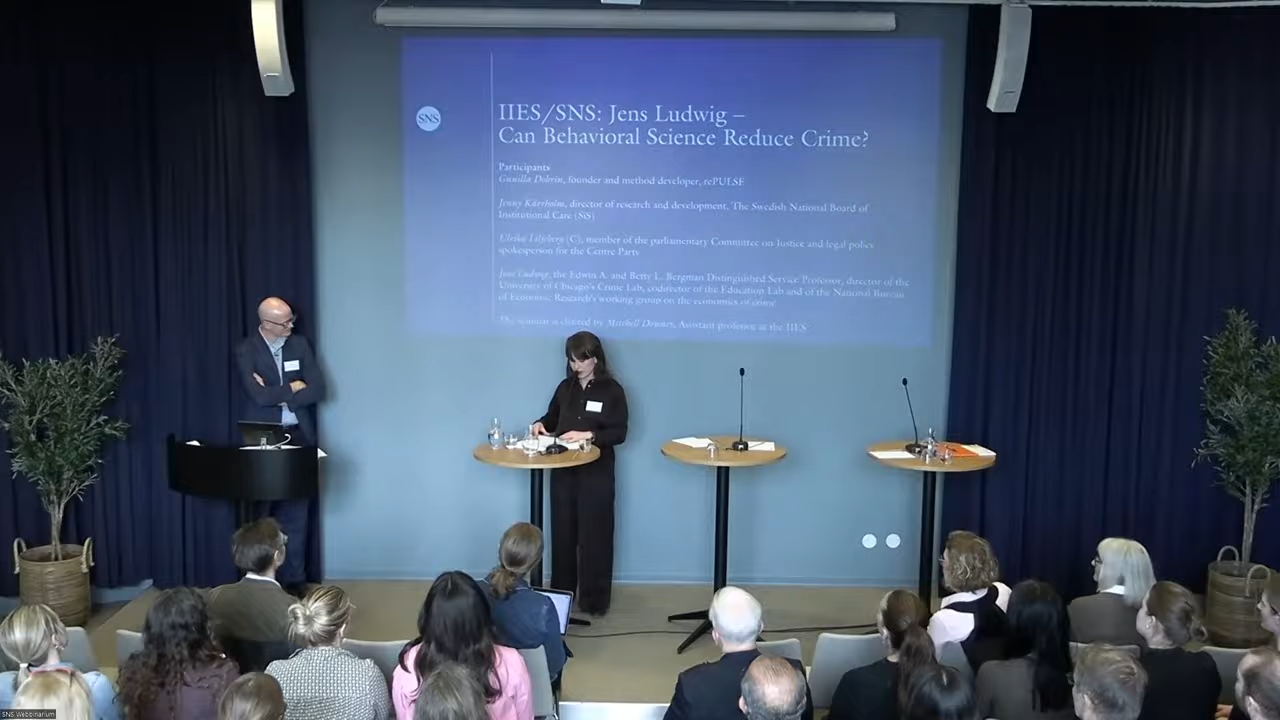 SNS
IIES/SNS: Jens Ludwig –
Can Behavioral Science Reduce Crime?
Participants
Gunilla Dobrin, founder and method developer, rePULSE
Jenny Kärrholm, director of research and development, The Swedish National Board of
Institutional Care (SiS)
Ulrika Liljeberg (C), member of the parliamentary Committee on Justice and legal policy
spokesperson for the Centre Party
Jens Ludwig, the Edwin A. and Betty L. Bergman Distinguished Service Professor, director of the
University of Chicago's Crime Lab, codirector of the Education Lab and of the National Bureau
of Economic Research's working group on the economics of crime
The seminar is chaired by Mitchell Downey, Assistant professor at the IIES
SNS Webbinarium